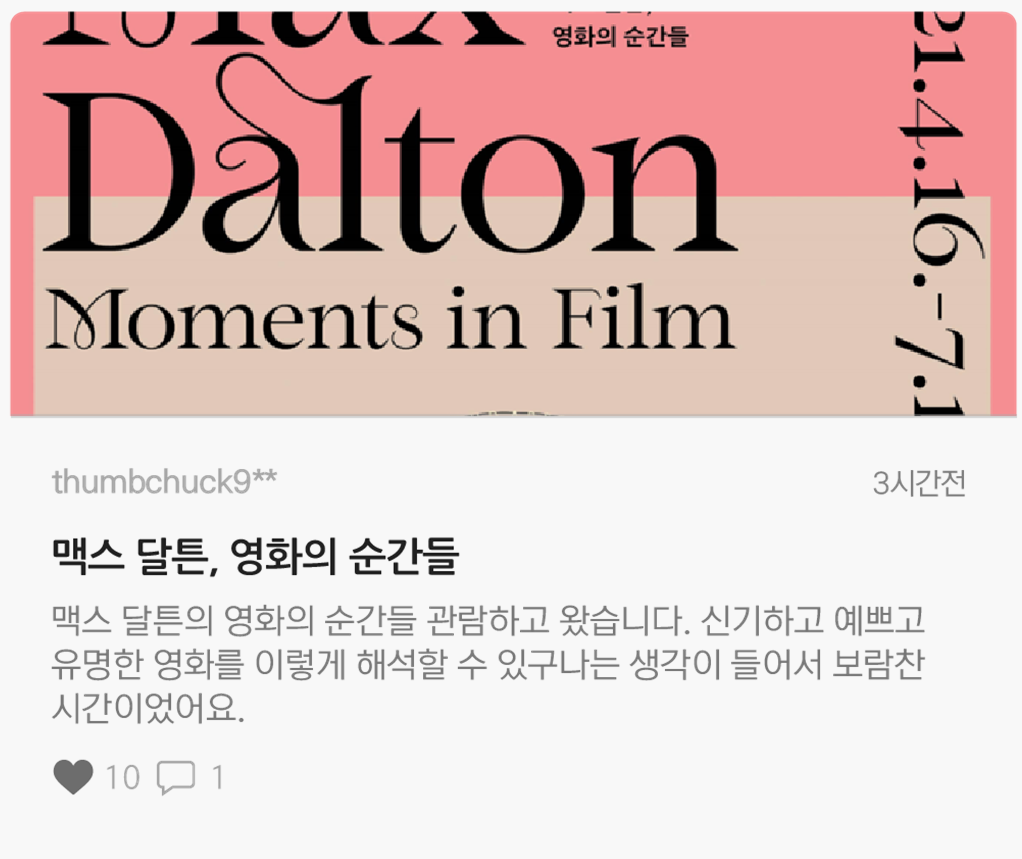 Max
영화의 순간들
Dalton
Moments in Film
21.4.16.-7.1
thumbchuck9**
3시간전
맥스 달튼, 영화의 순간들
맥스 달튼의 영화의 순간들 관람하고 왔습니다. 신기하고 예쁘고
유명한 영화를 이렇게 해석할 수 있구나는 생각이 들어서 보람찬
시간이었어요.
10
1